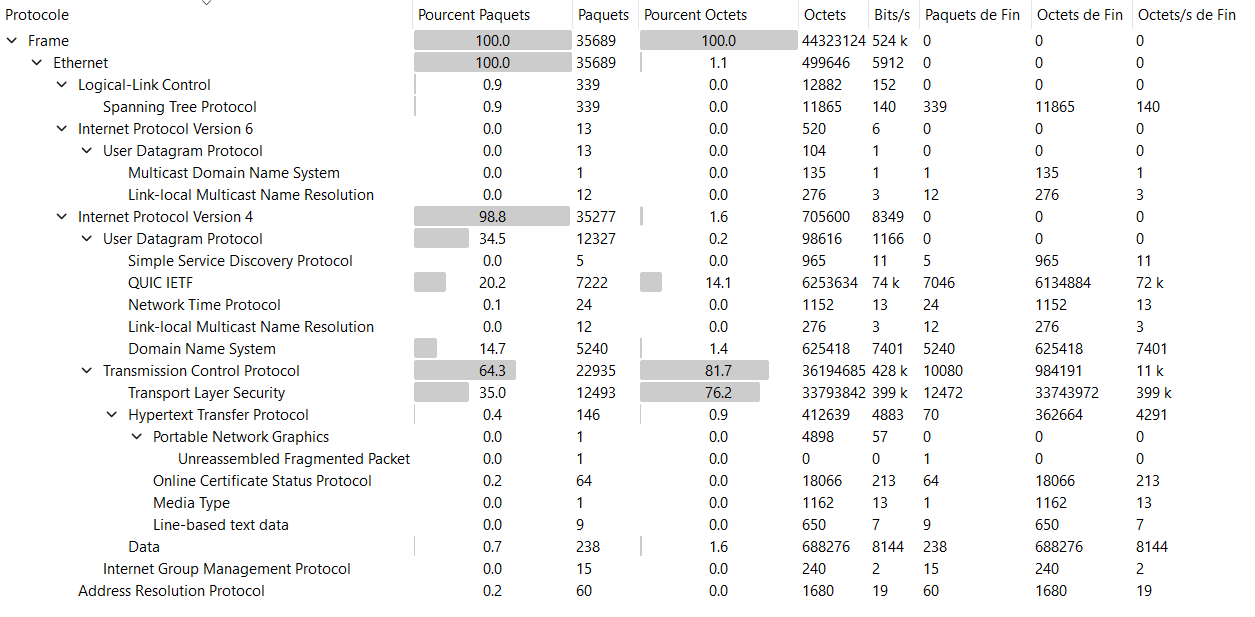 Protocole Pourcent Paquets Paquets Pourcent Octets Octets Bits/s Paquets de Fin Octets de Fin Octets/s de Fin
Frame 100.0 35689 100.0 44323124 524 k 0 0 0
Ethernet 100.0 35689 1.1 499646 5912 0 0 0
Logical-Link Control 0.9 339 0.0 12882 152 0 0 0
Spanning Tree Protocol 0.9 339 0.0 11865 140 339 11865 140
Internet Protocol Version 6 0.0 13 0.0 520 6 0 0 0
User Datagram Protocol 0.0 13 0.0 104 1 0 0 0
Multicast Domain Name System 0.0 1 0.0 135 1 1 135 1
Link-local Multicast Name Resolution 0.0 12 0.0 276 3 12 276 3
Internet Protocol Version 4 98.8 35277 1.6 705600 8349 0 0 0
User Datagram Protocol 34.5 12327 0.2 98616 1166 0 0 0
Simple Service Discovery Protocol 0.0 5 0.0 965 11 5 965 11
QUIC IETF 20.2 7222 14.1 6253634 74 k 7046 6134884 72 k
Network Time Protocol 0.1 24 0.0 1152 13 24 1152 13
Link-local Multicast Name Resolution 0.0 12 0.0 276 3 12 276 3
Domain Name System 14.7 5240 1.4 625418 7401 5240 625418 7401
Transmission Control Protocol 64.3 22935 81.7 36194685 428 k 10080 984191 11 k
Transport Layer Security 35.0 12493 76.2 33793842 399 k 12472 33743972 399 k
Hypertext Transfer Protocol 0.4 146 0.9 412639 4883 70 362664 4291
Portable Network Graphics 0.0 1 0.0 4898 57 0 0 0
Unreassembled Fragmented Packet 0.0 1 0.0 0 0 1 0 0
Online Certificate Status Protocol 0.2 64 0.0 18066 213 64 18066 213
Media Type 0.0 1 0.0 1162 13 1 1162 13
Line-based text data 0.0 9 0.0 650 7 9 650 7
Data 0.7 238 1.6 688276 8144 238 688276 8144
Internet Group Management Protocol 0.0 15 0.0 240 2 15 240 2
Address Resolution Protocol 0.2 60 0.0 1680 19 60 1680 19